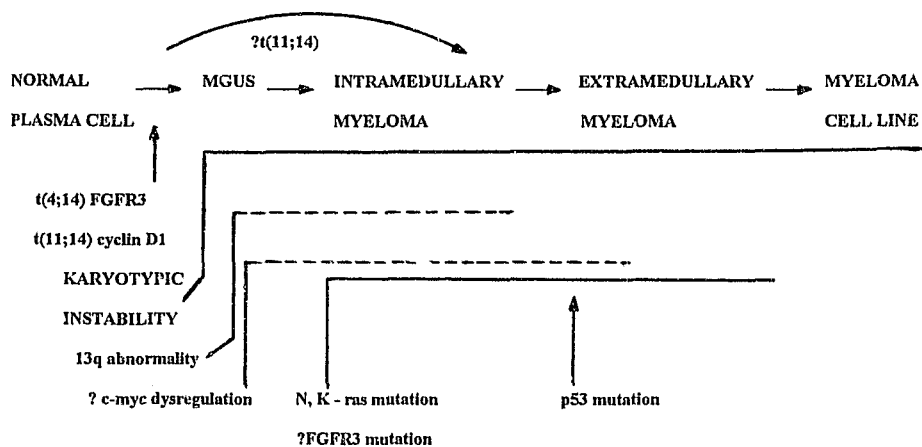 ?t(11;14)
NORMAL MGUS INTRAMEDULLARY EXTRAMEDULLARY MYELOMA
PLASMA CELL MYELOMA MYELOMA CELL LINE
t(4;14) FGFR3
t(11;14) cyclin D1
KARYOTYPIC
INSTABILITY
13q abnormality
? c-myc dysregulation N, K - ras mutation p53 mutation
?FGFR3 mutation